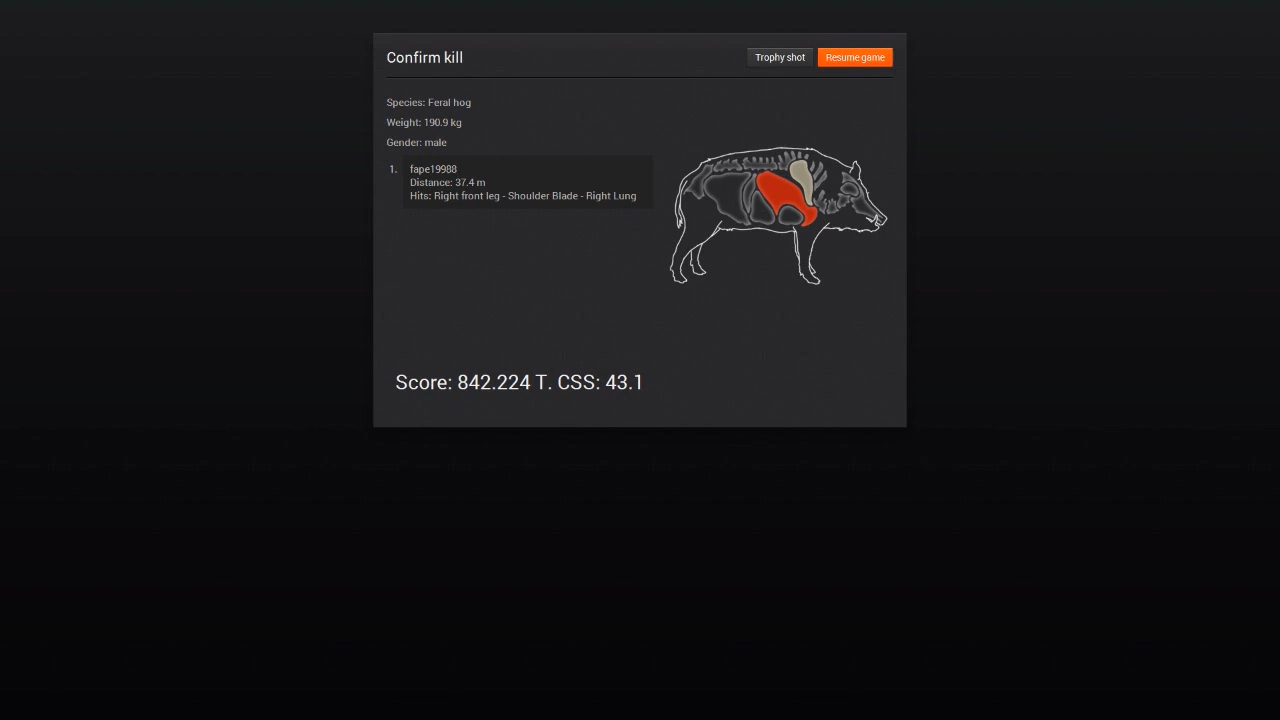 Confirm kill
Trophy shot
Resume game
Species: Feral hog
Weight: 190.9 kg
Gender: male
1. fape19988
Distance: 37.4 m
Hits: Right front leg - Shoulder Blade - Right Lung
Score: 842.224 T. CSS: 43.1